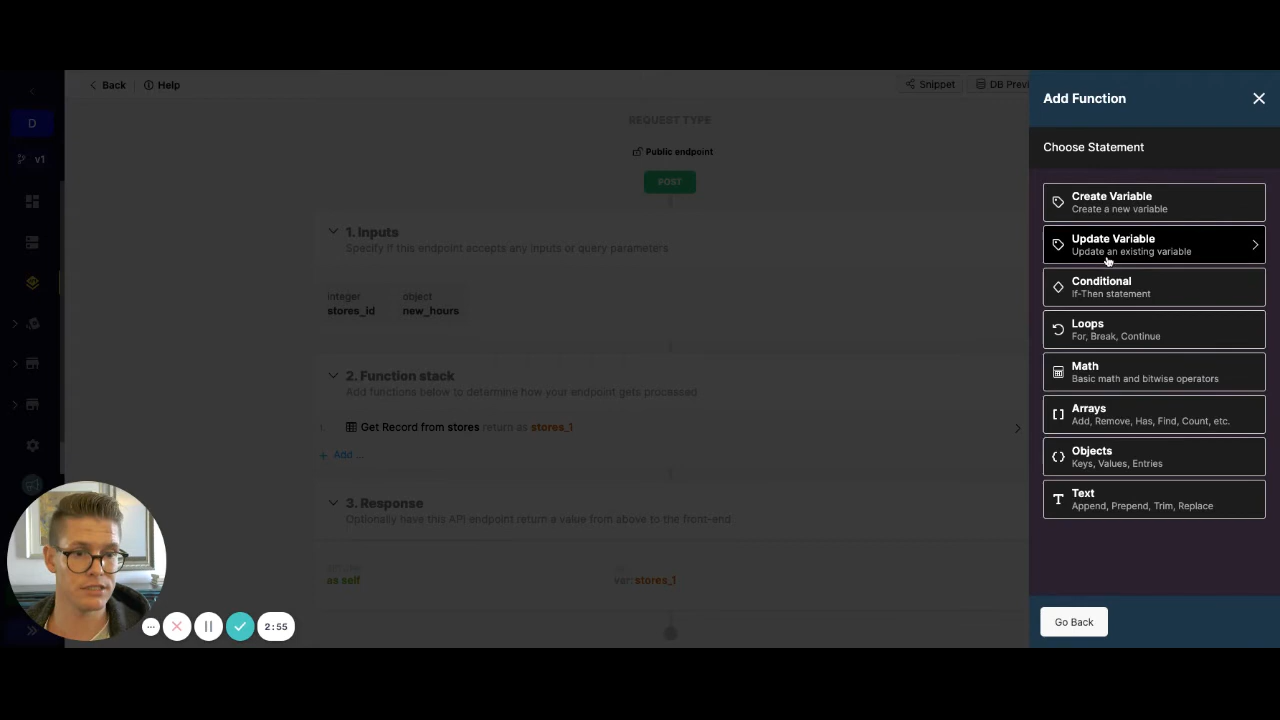 Back
Help
Snippet
DB Previ
D
v1
REQUEST TYPE
Public endpoint
POST
1. Inputs
Specify if this endpoint accepts any inputs or query parameters
integer
stores_id
object
new_hours
2. Function stack
Add functions below to determine how your endpoint gets processed
1. Get Record from stores return as stores_1
+ Add ...
3. Response
Optionally have this API endpoint return a value from above to the front-end
as self
var: stores_1
2:55
Add Function
Choose Statement
Create Variable
Create a new variable
Update Variable
Update an existing variable
Conditional
If-Then statement
Loops
For, Break, Continue
Math
Basic math and bitwise operators
Arrays
Add, Remove, Has, Find, Count, etc.
Objects
Keys, Values, Entries
Text
Append, Prepend, Trim, Replace
Go Back